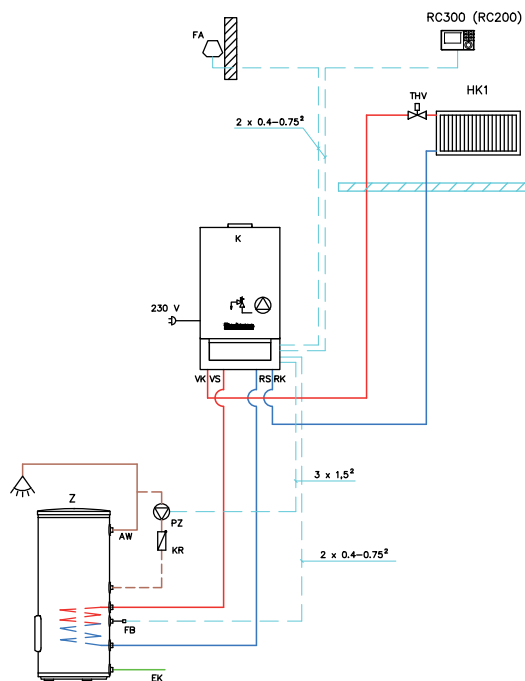 RC300 (RC200)
FA
HK1
THV
2 x 0.4-0.75²
K
230 V
VK VS RS RK
3 x 1,5²
Z
PZ
AW
KR
2 x 0.4-0.75²
FB
EK